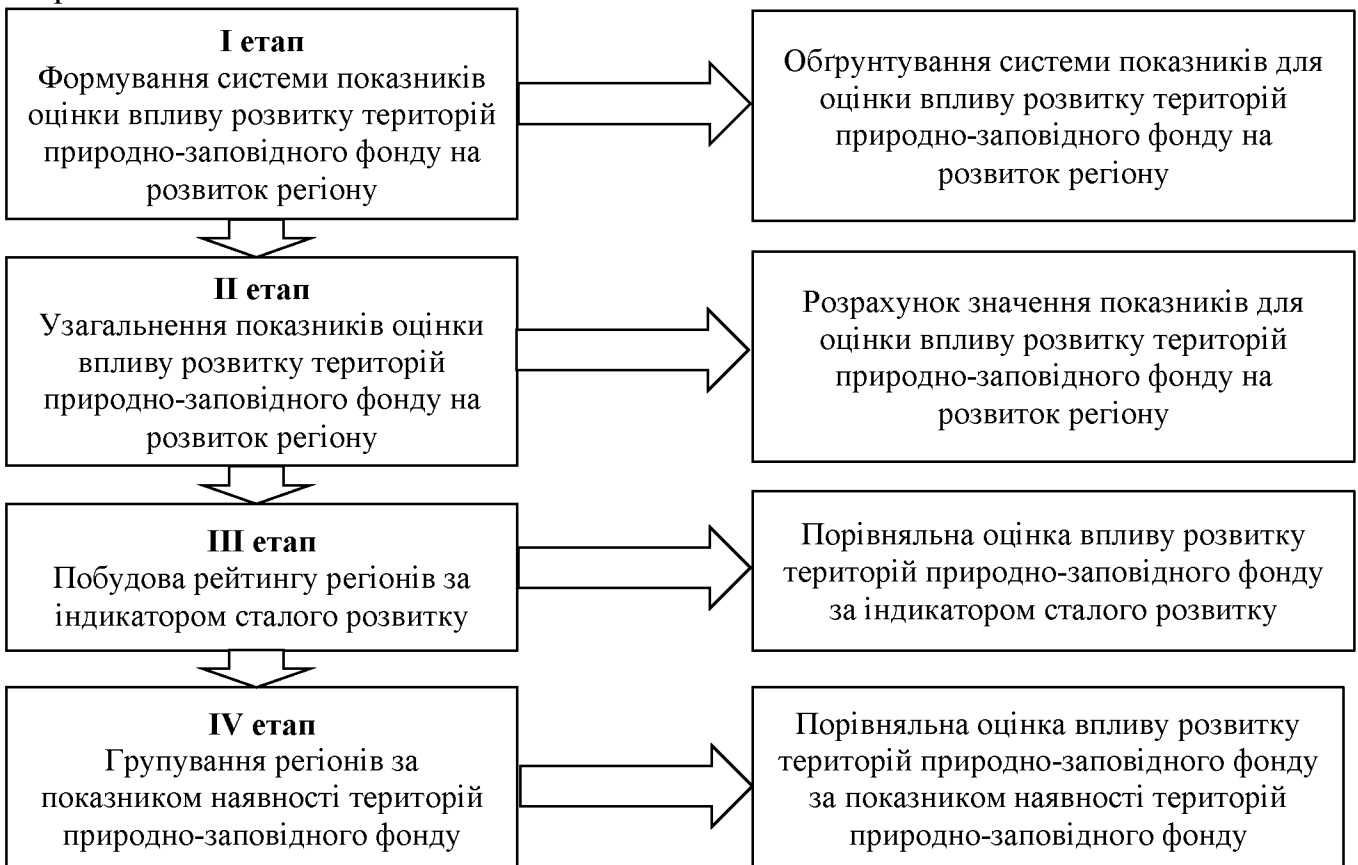 І етап
Формування системи показників
оцінки впливу розвитку територій
природно-заповідного фонду на
розвиток регіону
Обґрунтування системи показників для
оцінки впливу розвитку територій
природно-заповідного фонду на
розвиток регіону
ІІ етап
Узагальнення показників оцінки
впливу розвитку територій
природно-заповідного фонду на
розвиток регіону
Розрахунок значення показників для
оцінки впливу розвитку територій
природно-заповідного фонду на
розвиток регіону
ІІІ етап
Побудова рейтингу регіонів за
індикатором сталого розвитку
Порівняльна оцінка впливу розвитку
територій природно-заповідного фонду
за індикатором сталого розвитку
IV етап
Групування регіонів за
показником наявності територій
природно-заповідного фонду
Порівняльна оцінка впливу розвитку
територій природно-заповідного фонду
за показником наявності територій
природно-заповідного фонду